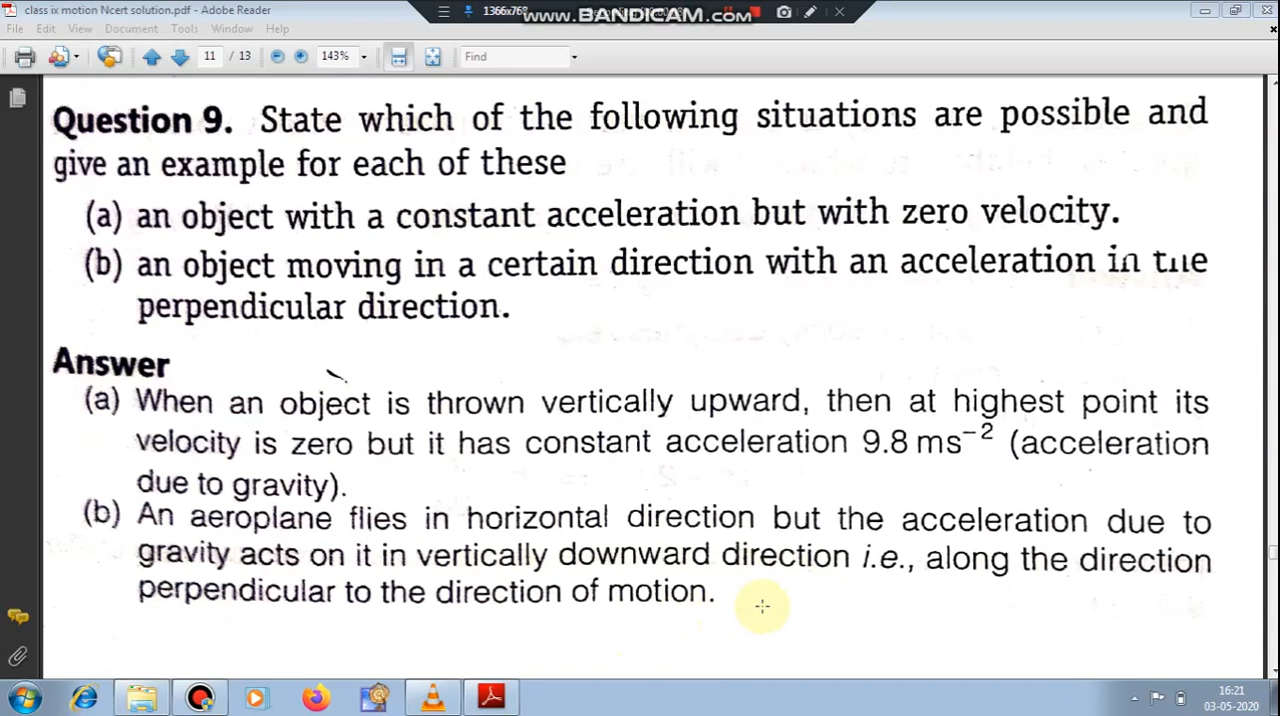 class ix motion Ncert solution.pdf - Adobe Reader
1366x768
www.BANDICAM.com
File Edit View Document Tools Window Help
11 / 13 143% Find
Question 9. State which of the following situations are possible and
give an example for each of these
(a) an object with a constant acceleration but with zero velocity.
(b) an object moving in a certain direction with an acceleration in the
perpendicular direction.
Answer
(a) When an object is thrown vertically upward, then at highest point its
velocity is zero but it has constant acceleration 9.8 ms⁻² (acceleration
due to gravity).
(b) An aeroplane flies in horizontal direction but the acceleration due to
gravity acts on it in vertically downward direction i.e., along the direction
perpendicular to the direction of motion.
16:21
03-05-2020